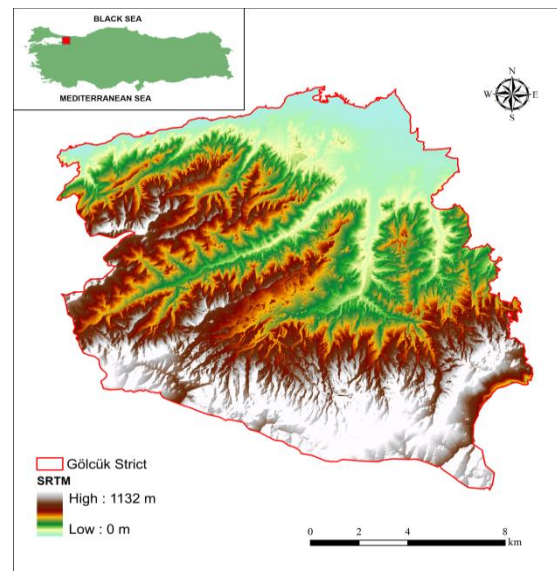 BLACK SEA
MEDITERRANEAN SEA
N
W E
S
Gölcük Strict
SRTM
High : 1132 m
Low : 0 m
0 2 4 8
km